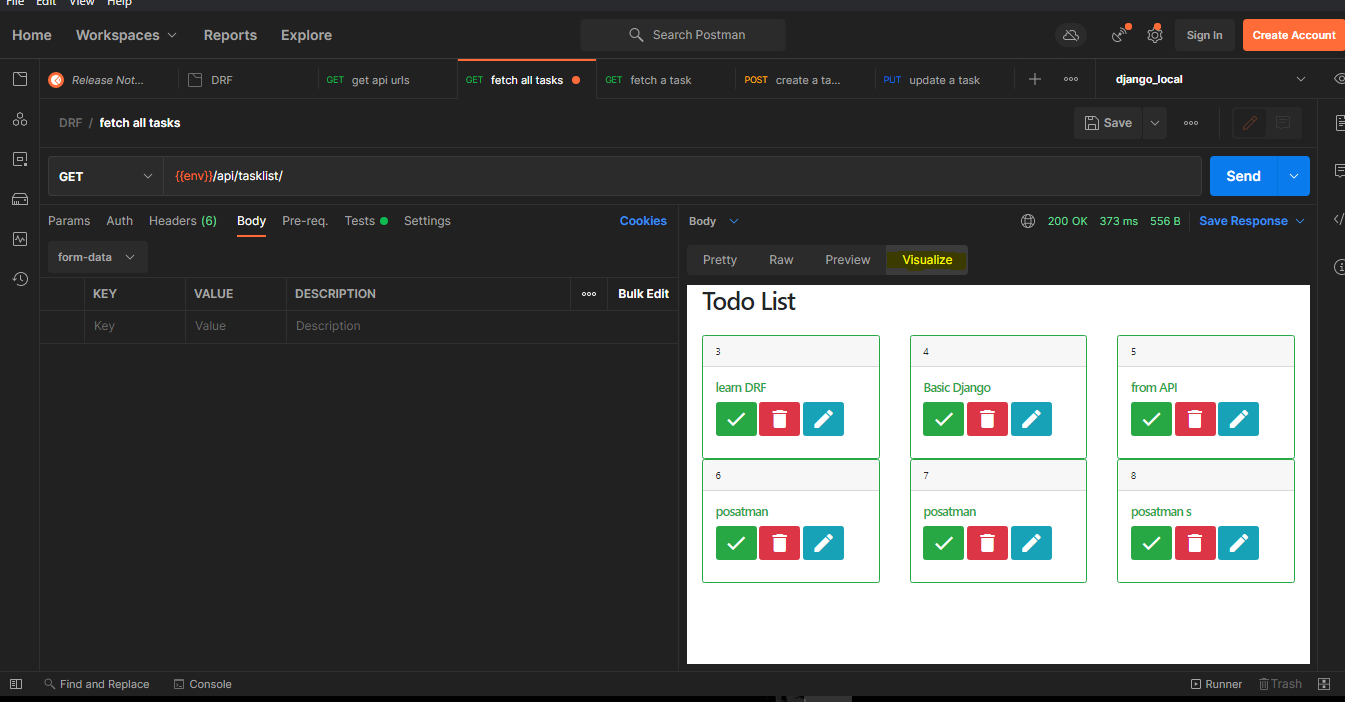 File Edit View Help
Home Workspaces Reports Explore Search Postman Sign In Create Account
Release Not... DRF GET get api urls GET fetch all tasks GET fetch a task POST create a ta... PUT update a task django_local
DRF / fetch all tasks Save
GET {{env}}/api/tasklist/ Send
Params Auth Headers (6) Body Pre-req. Tests Settings Cookies
Body 200 OK 373 ms 556 B Save Response
form-data
Pretty Raw Preview Visualize
KEY VALUE DESCRIPTION Bulk Edit
Key Value Description
Todo List
3 4 5
learn DRF Basic Django from API
6 7 8
posatman posatman posatman s
Find and Replace Console Runner Trash